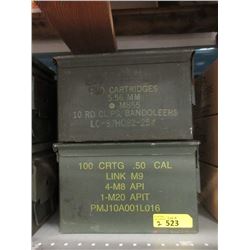 CARTRIDGES
5.56 MM
M855
10 RD CLIPS, BANDOLEERS
100 CRTG .50 CAL
LINK M9
4-M8 API
1-M20 APIT
PMJ10A001L016
2 523